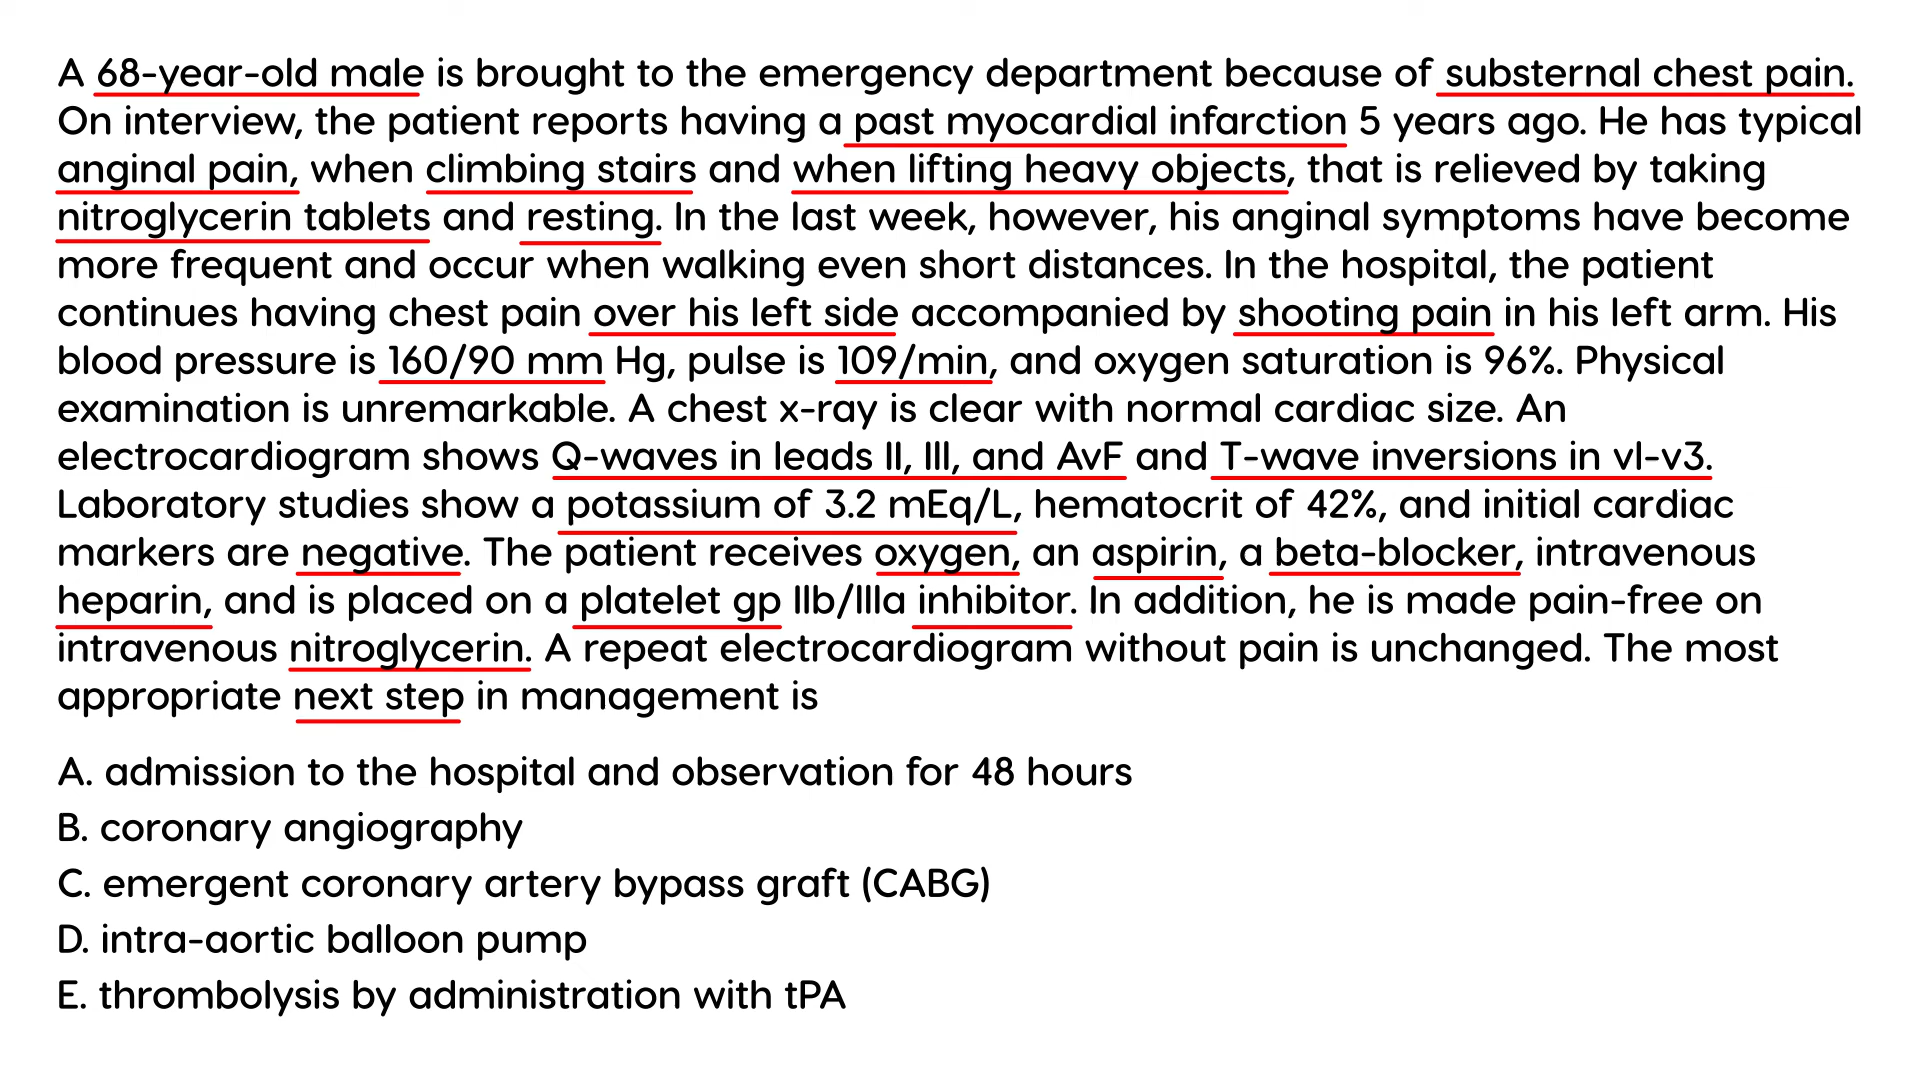 A 68-year-old male is brought to the emergency department because of substernal chest pain.
On interview, the patient reports having a past myocardial infarction 5 years ago. He has typical
anginal pain, when climbing stairs and when lifting heavy objects, that is relieved by taking
nitroglycerin tablets and resting. In the last week, however, his anginal symptoms have become
more frequent and occur when walking even short distances. In the hospital, the patient
continues having chest pain over his left side accompanied by shooting pain in his left arm. His
blood pressure is 160/90 mm Hg, pulse is 109/min, and oxygen saturation is 96%. Physical
examination is unremarkable. A chest x-ray is clear with normal cardiac size. An
electrocardiogram shows Q-waves in leads II, III, and AvF and T-wave inversions in vl-v3.
Laboratory studies show a potassium of 3.2 mEq/L, hematocrit of 42%, and initial cardiac
markers are negative. The patient receives oxygen, an aspirin, a beta-blocker, intravenous
heparin, and is placed on a platelet gp IIb/IIIa inhibitor. In addition, he is made pain-free on
intravenous nitroglycerin. A repeat electrocardiogram without pain is unchanged. The most
appropriate next step in management is
A. admission to the hospital and observation for 48 hours
B. coronary angiography
C. emergent coronary artery bypass graft (CABG)
D. intra-aortic balloon pump
E. thrombolysis by administration with tPA